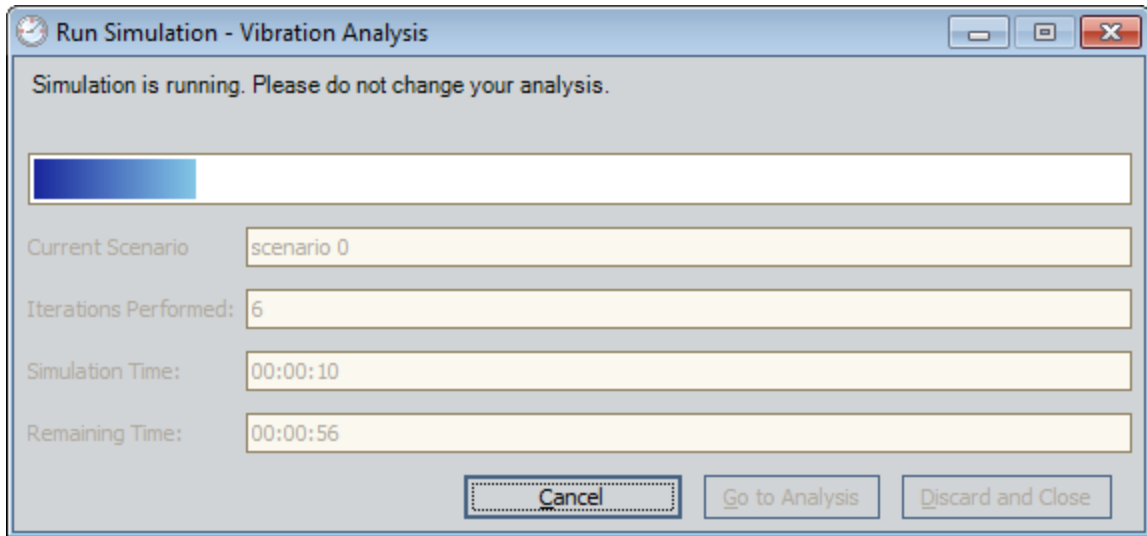 Run Simulation - Vibration Analysis
Simulation is running. Please do not change your analysis.
Current Scenario scenario 0
Iterations Performed: 6
Simulation Time: 00:00:10
Remaining Time: 00:00:56
Cancel Go to Analysis Discard and Close